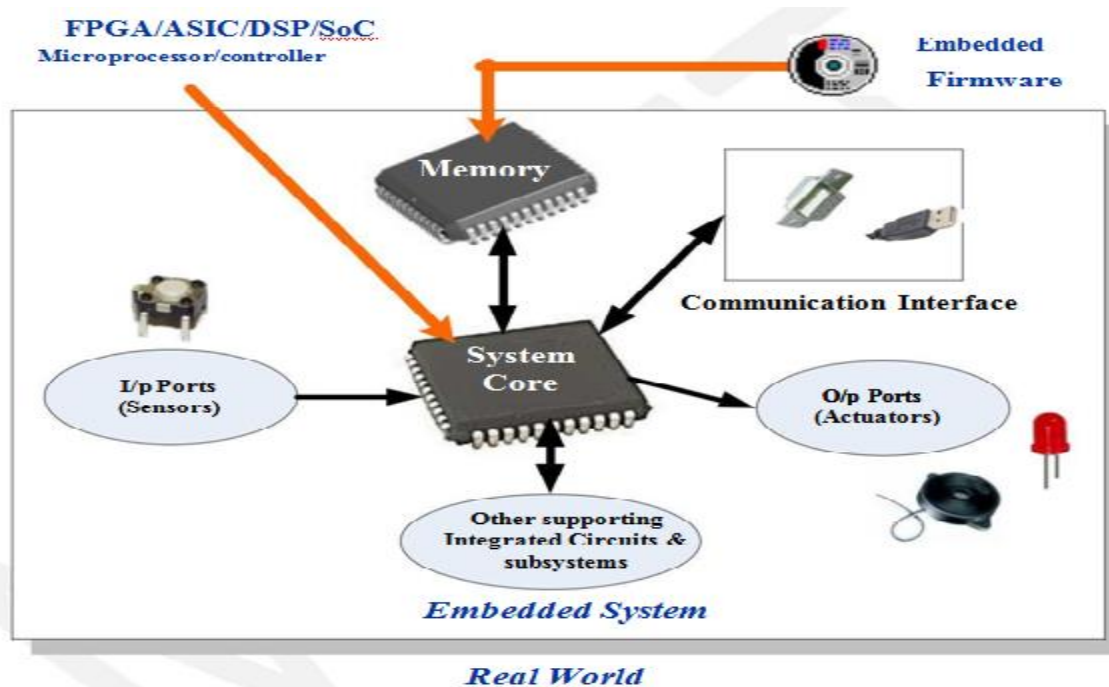 FPGA/ASIC/DSP/SoC
Microprocessor/controller
Embedded
Firmware
Memory
Communication Interface
System
Core
I/p Ports
(Sensors)
O/p Ports
(Actuators)
Other supporting
Integrated Circuits &
subsystems
Embedded System
Real World